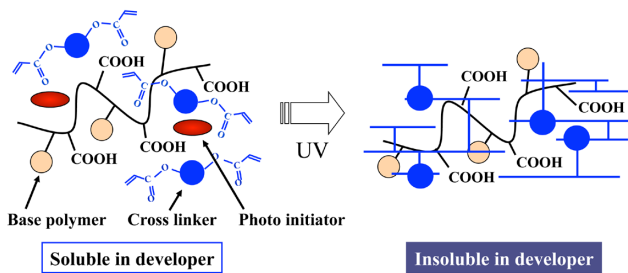 O
O
C
O
C
O
COOH
COOH
O
C
O
O
C
O
COOH
COOH
O
C
O
O
C
O
UV
COOH
COOH
COOH
COOH
Base polymer
Cross linker
Photo initiator
Soluble in developer
Insoluble in developer